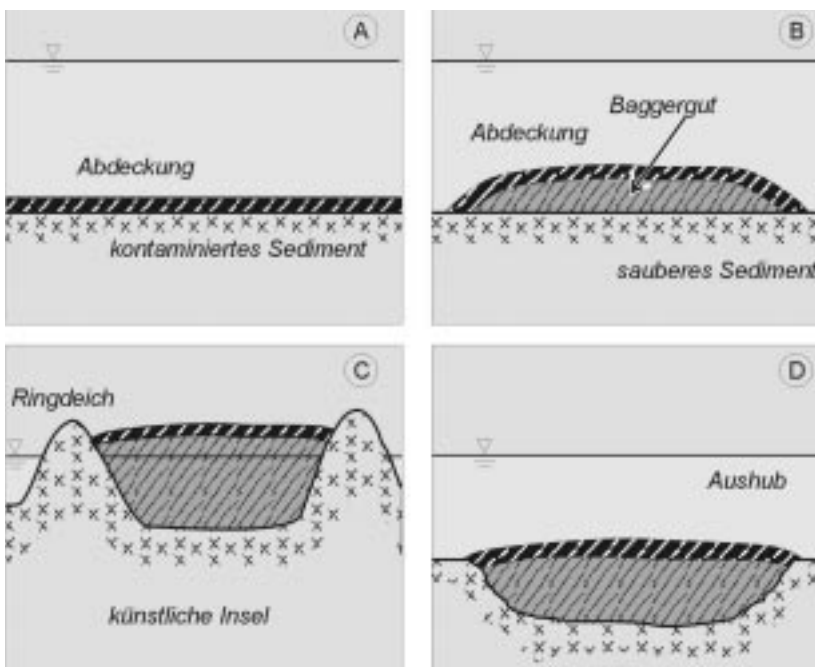 A
Abdeckung
kontaminiertes Sediment
B
Baggergut
Abdeckung
sauberes Sediment
C
Ringdeich
künstliche Insel
D
Aushub